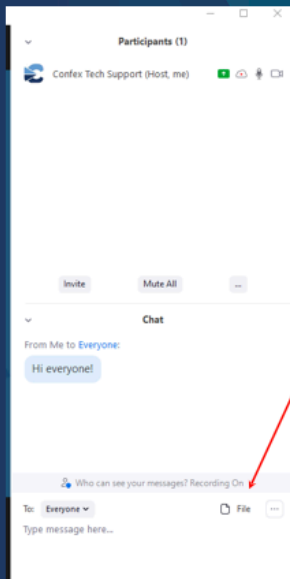 Participants (1)
Confex Tech Support (Host, me)
Invite
Mute All
...
Chat
From Me to Everyone:
Hi everyone!
Who can see your messages? Recording On
To: Everyone
File
...
Type message here...